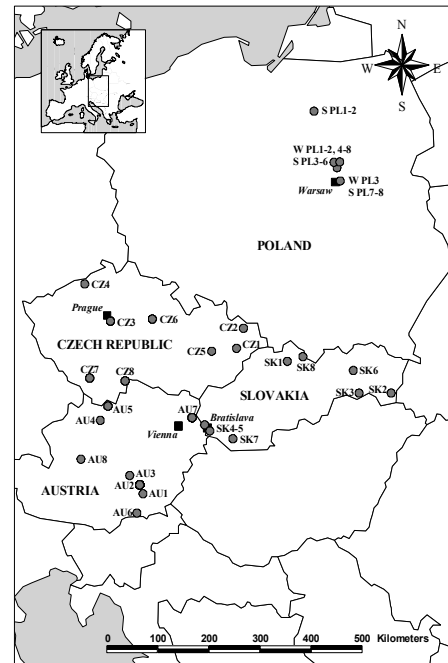 N
W E
S
S PL1-2
W PL1-2, 4-8
S PL3-6
W PL3
Warsaw
S PL7-8
POLAND
CZ4
Prague
CZ3
CZ6
CZ2
CZECH REPUBLIC
CZ5
CZ1
SK8
SK1
SK6
CZ7
CZ8
SLOVAKIA
SK3
SK2
AU5
AU4
AU7
Bratislava
Vienna
SK4-5
SK7
AU8
AU3
AUSTRIA
AU2
AU1
AU6
0 100 200 300 400 500 Kilometers